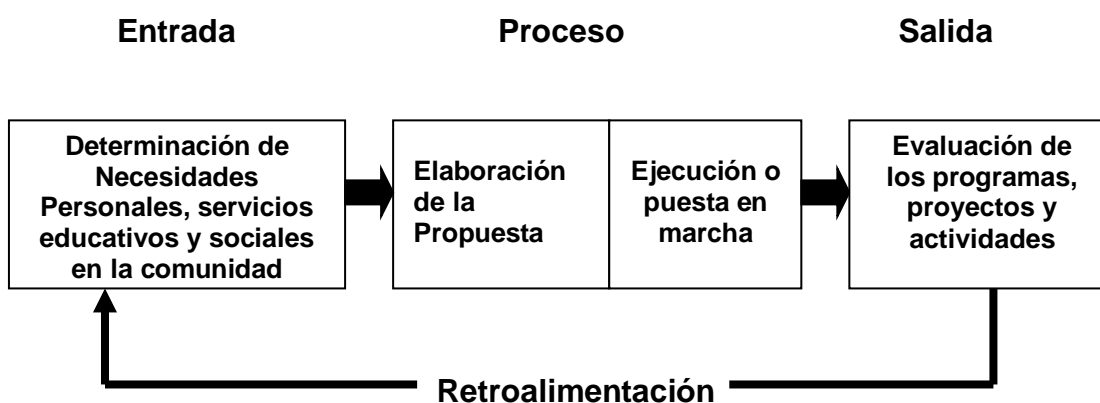 Entrada
Proceso
Salida
Determinación de
Necesidades
Personales, servicios
educativos y sociales
en la comunidad
Elaboración
de la
Propuesta
Ejecución o
puesta en
marcha
Evaluación de
los programas,
proyectos y
actividades
Retroalimentación